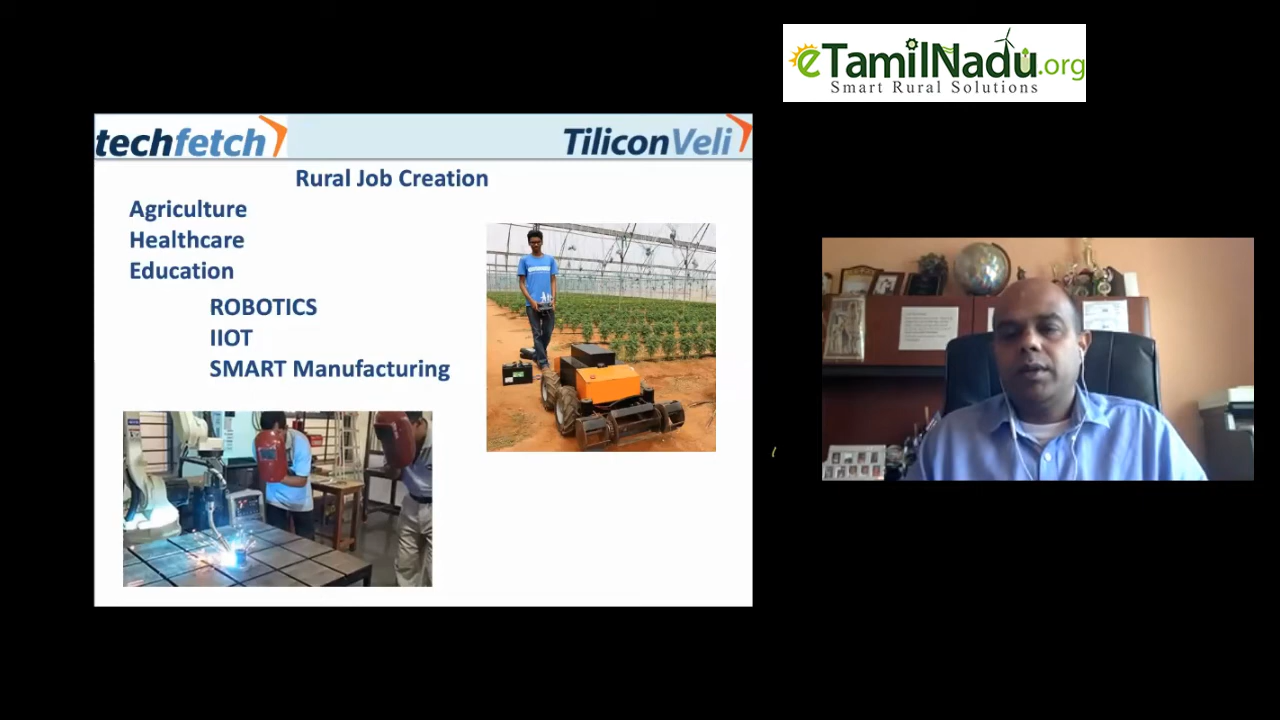 eTamilNadu.org
Smart Rural Solutions
techfetch
TiliconVeli
Rural Job Creation
Agriculture
Healthcare
Education
ROBOTICS
IIOT
SMART Manufacturing